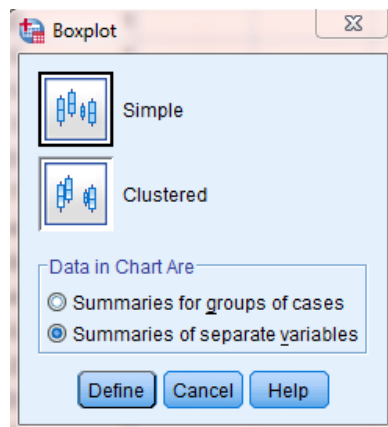 Boxplot
Simple
Clustered
Data in Chart Are
Summaries for groups of cases
Summaries of separate variables
Define Cancel Help